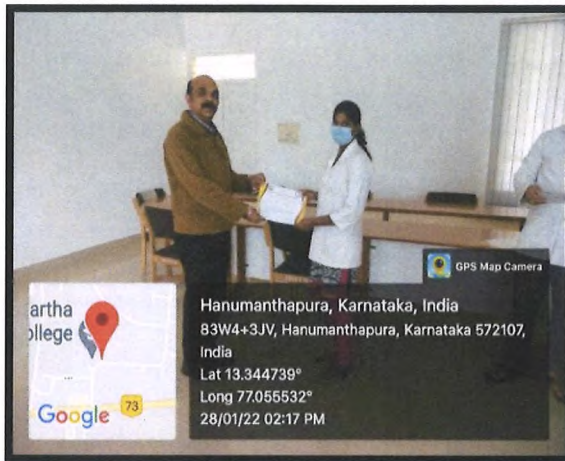 GPS Map Camera
artha
ollege
Google
73
Hanumanthapura, Karnataka, India
83W4+3JV, Hanumanthapura, Karnataka 572107,
India
Lat 13.344739°
Long 77.055532°
28/01/22 02:17 PM